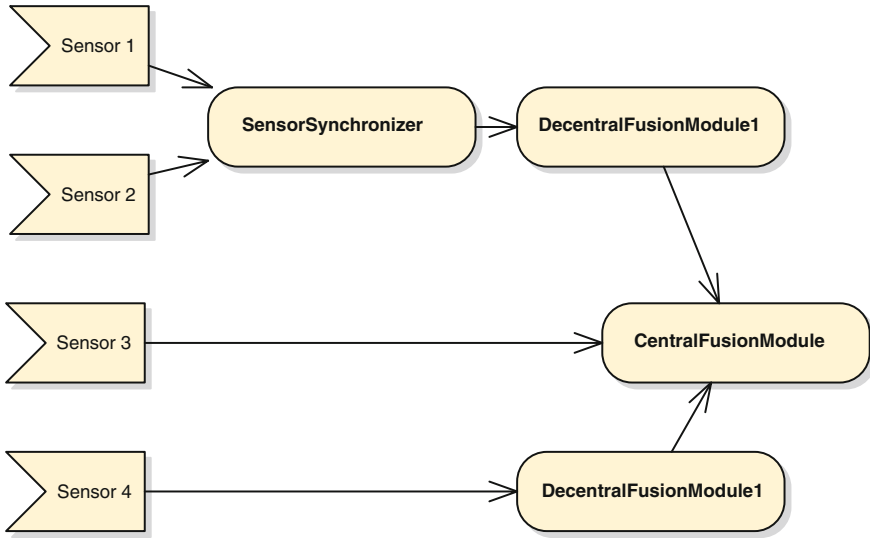 Sensor 1
SensorSynchronizer
DecentralFusionModule1
Sensor 2
Sensor 3
CentralFusionModule
Sensor 4
DecentralFusionModule1